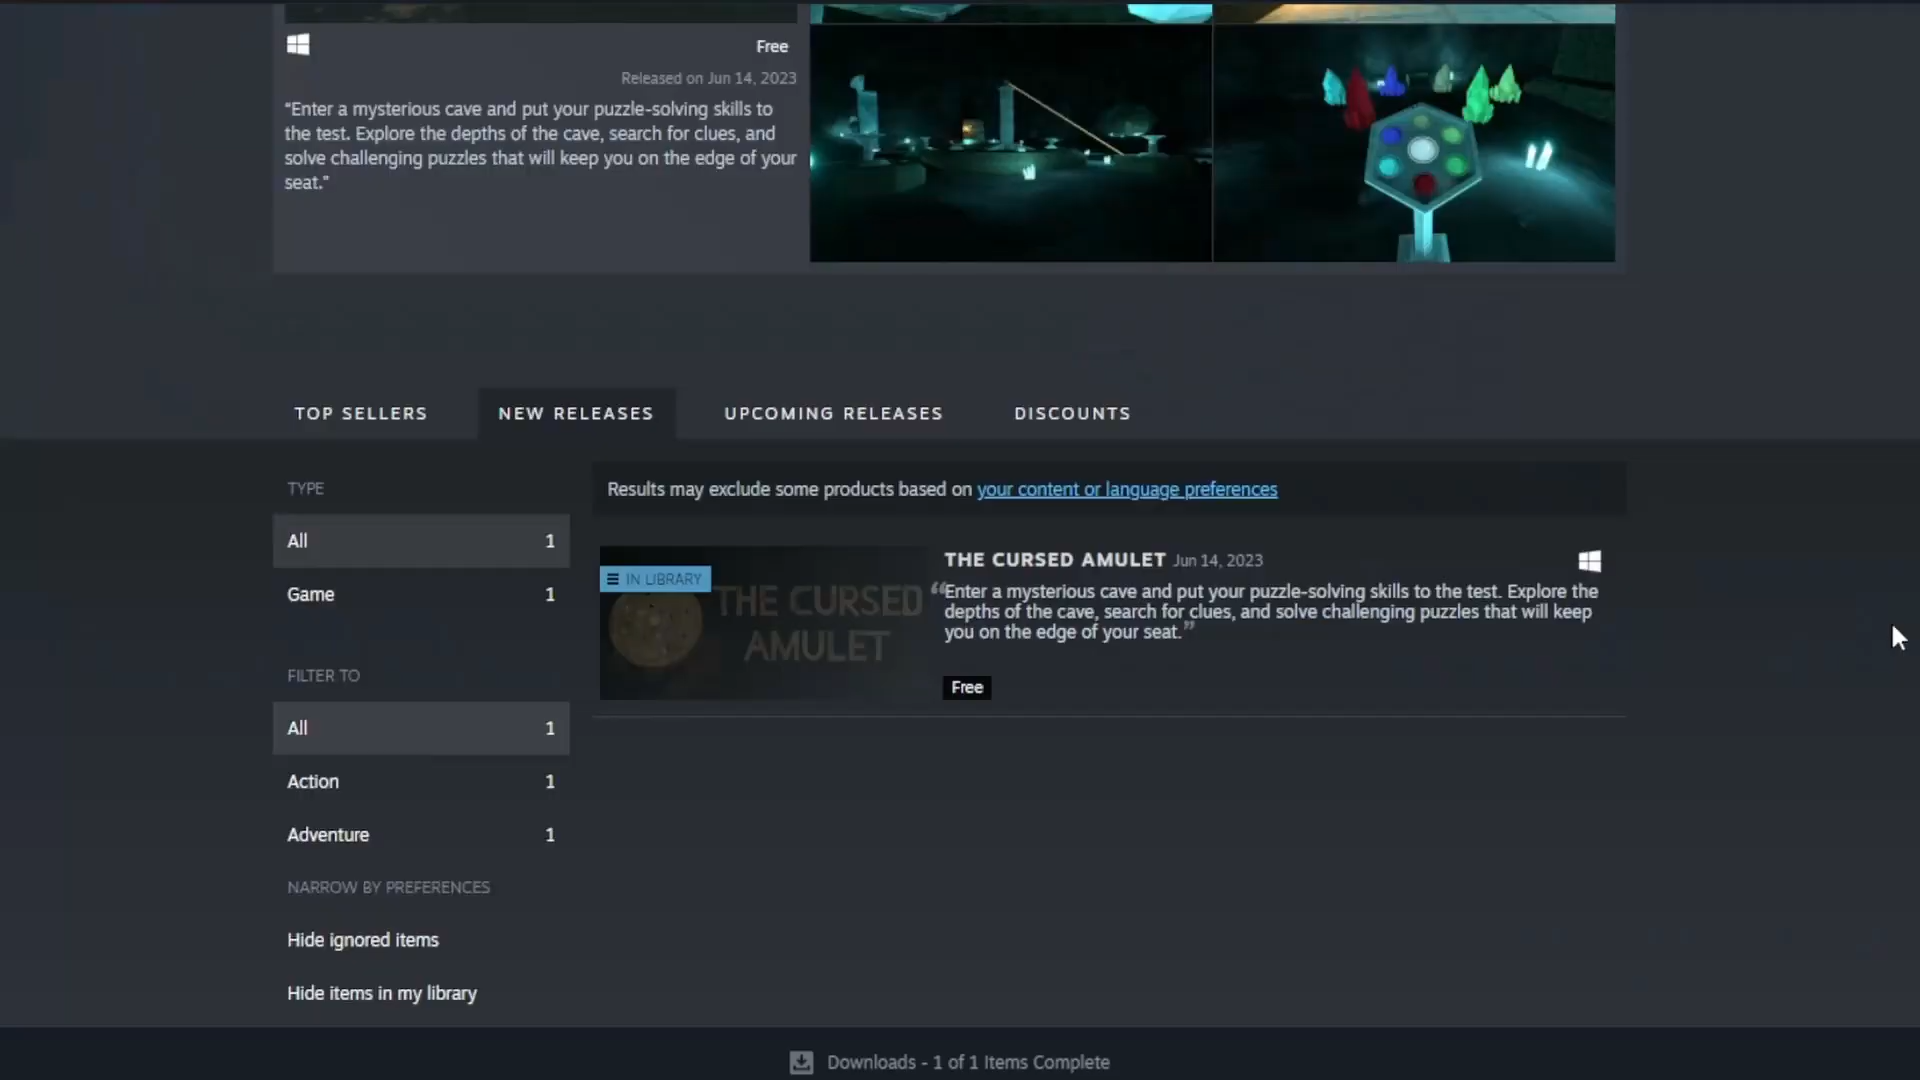 Free
Released on Jun 14, 2023
“Enter a mysterious cave and put your puzzle-solving skills to
the test. Explore the depths of the cave, search for clues, and
solve challenging puzzles that will keep you on the edge of your
seat.”
TOP SELLERS
NEW RELEASES
UPCOMING RELEASES
DISCOUNTS
TYPE
All 1
Game 1
FILTER TO
All 1
Action 1
Adventure 1
NARROW BY PREFERENCES
Hide ignored items
Hide items in my library
Results may exclude some products based on your content or language preferences
IN LIBRARY
THE CURSED
AMULET
THE CURSED AMULET Jun 14, 2023
“Enter a mysterious cave and put your puzzle-solving skills to the test. Explore the
depths of the cave, search for clues, and solve challenging puzzles that will keep
you on the edge of your seat.”
Free
Downloads - 1 of 1 Items Complete